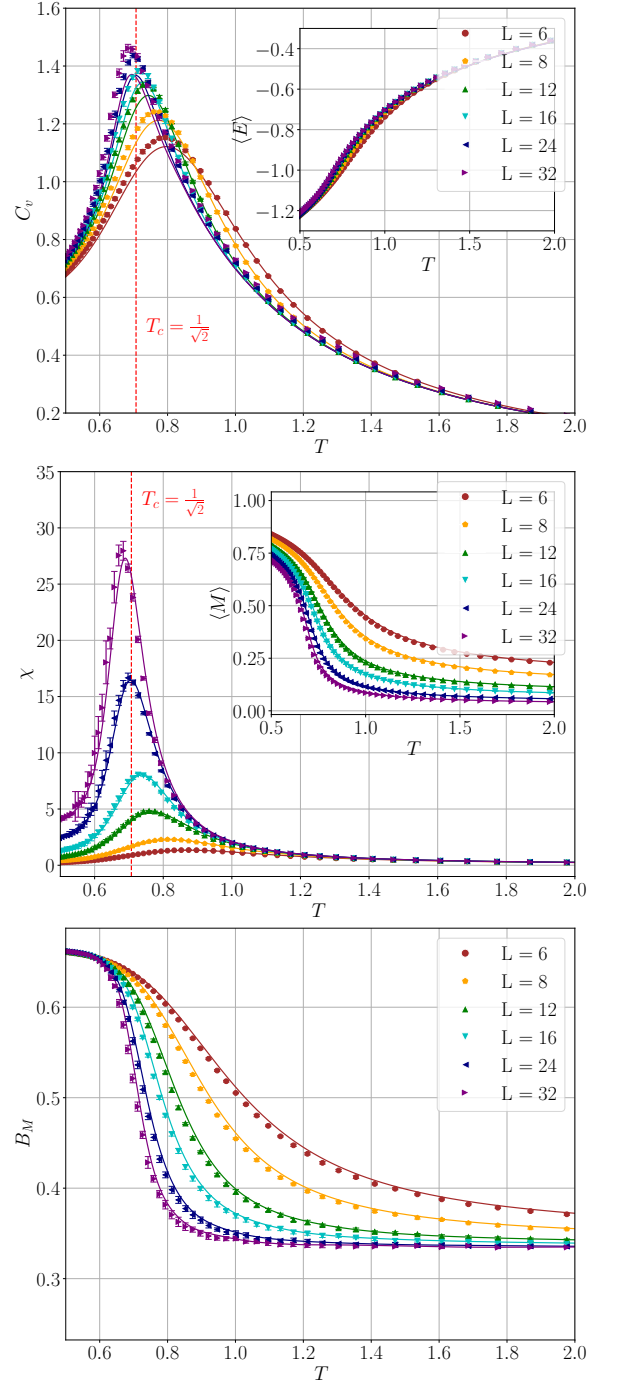 1.6
1.4
1.2
1.0
0.8
0.6
0.4
0.2
C_v
0.6 0.8 1.0 1.2 1.4 1.6 1.8 2.0
T
T_c = 1/√2
−0.4
−0.6
−0.8
−1.0
−1.2
⟨E⟩
0.5 1.0 1.5 2.0
T
L = 6
L = 8
L = 12
L = 16
L = 24
L = 32
35
30
25
20
15
10
5
0
χ
0.6 0.8 1.0 1.2 1.4 1.6 1.8 2.0
T
T_c = 1/√2
1.00
0.75
0.50
0.25
0.00
⟨M⟩
0.5 1.0 1.5 2.0
T
L = 6
L = 8
L = 12
L = 16
L = 24
L = 32
0.6
0.5
0.4
0.3
B_M
0.6 0.8 1.0 1.2 1.4 1.6 1.8 2.0
T
L = 6
L = 8
L = 12
L = 16
L = 24
L = 32